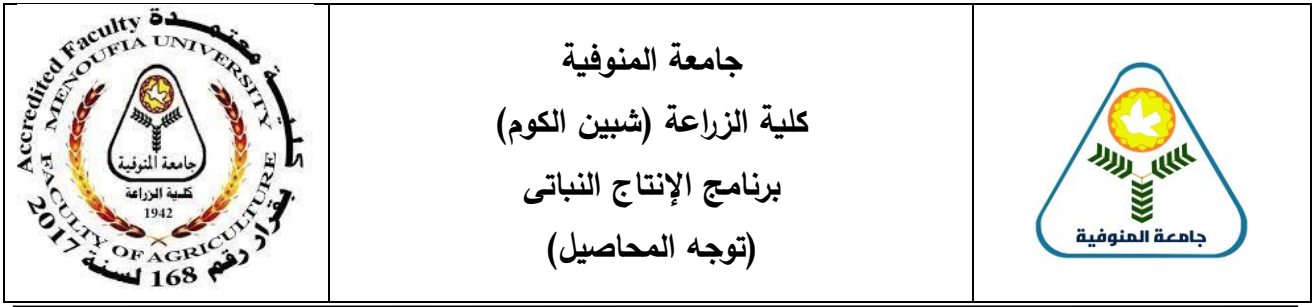 كلية معتمدة
بقرار رقم 168 لسنة 2017
Accredited Faculty
MENOUFIA UNIVERSITY
FACULTY OF AGRICULTURE
جامعة المنوفية
كلية الزراعة
1942
جامعة المنوفية
كلية الزراعة (شبين الكوم)
برنامج الإنتاج النباتى
(توجه المحاصيل)
جامعة المنوفية